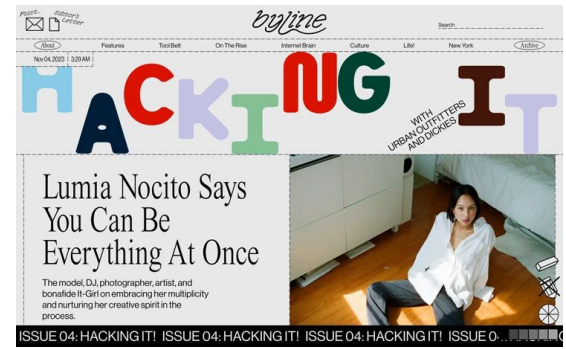 Pssst...
Editor's Letter
byline
Search
About
Features
Tool Belt
On The Rise
Internet Brain
Culture
Life!
New York
Archive
Nov 04, 2023 3:29 AM
HACKING IT
WITH
URBAN OUTFITTERS
AND DICKIES
Lumia Nocito Says
You Can Be
Everything At Once
The model, DJ, photographer, artist, and
bonafide It-Girl on embracing her multiplicity
and nurturing her creative spirit in the
process.
ISSUE 04: HACKING IT! ISSUE 04: HACKING IT! ISSUE 04: HACKING IT! ISSUE 0